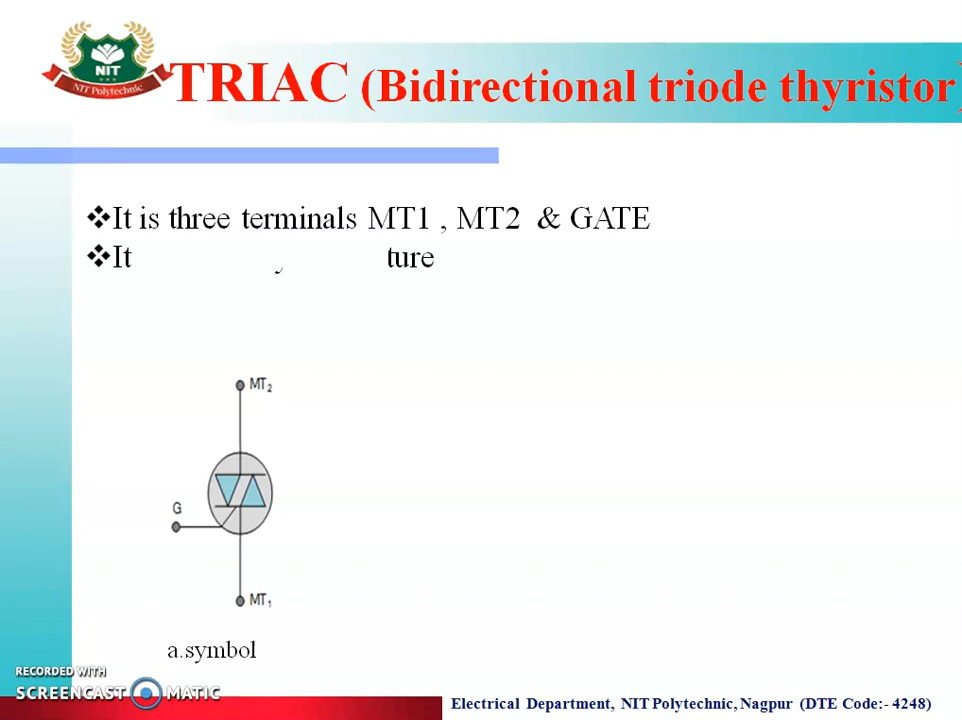 NIT
NIT Polytechnic
TRIAC (Bidirectional triode thyristor)
❖It is three terminals MT1 , MT2 & GATE
❖It ture
MT2
G
MT1
a.symbol
RECORDED WITH
SCREENCAST MATIC
Electrical Department, NIT Polytechnic, Nagpur (DTE Code:- 4248)